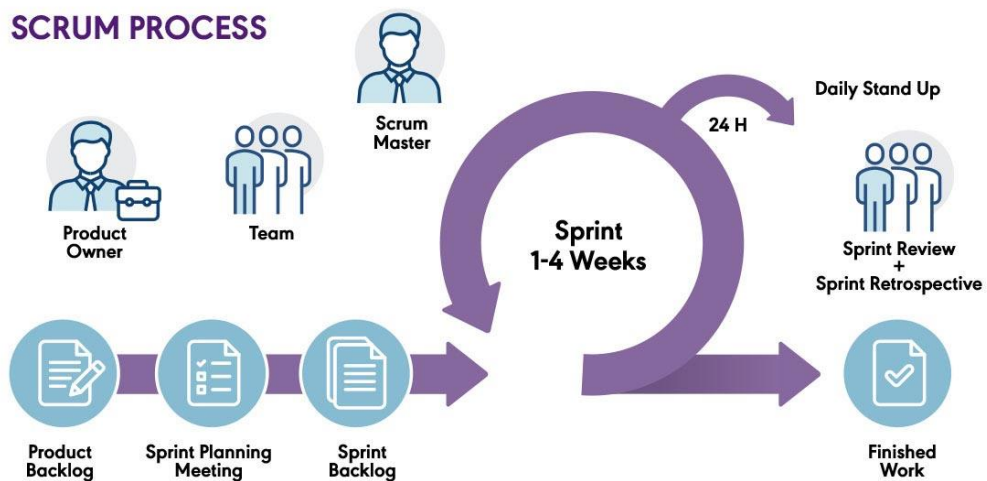 SCRUM PROCESS
Scrum
Master
Product
Owner
Team
Daily Stand Up
24 H
Sprint
1-4 Weeks
Sprint Review
+
Sprint Retrospective
Product
Backlog
Sprint Planning
Meeting
Sprint
Backlog
Finished
Work